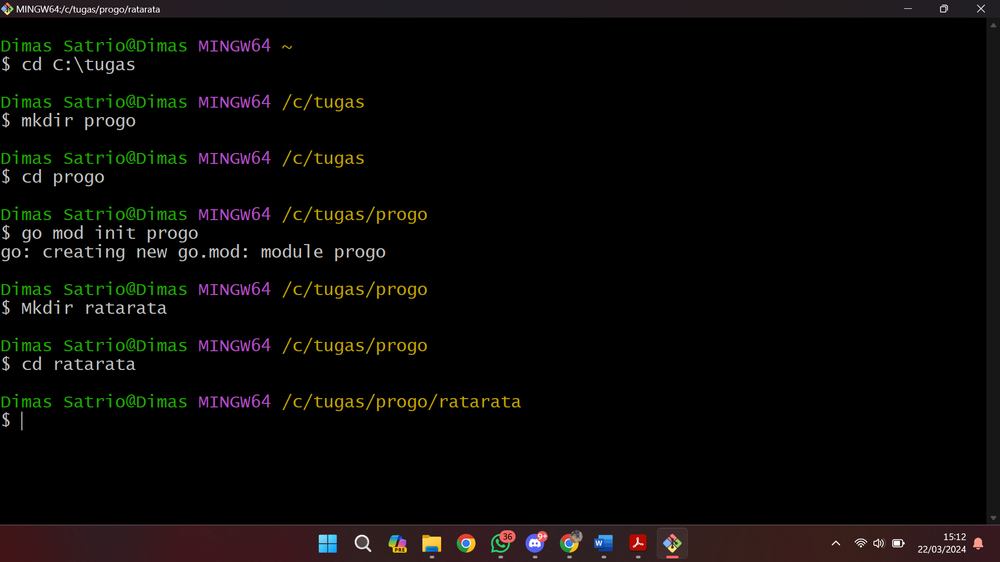 MINGW64:/c/tugas/progo/ratarata
Dimas Satrio@Dimas MINGW64 ~
$ cd C:\tugas
Dimas Satrio@Dimas MINGW64 /c/tugas
$ mkdir progo
Dimas Satrio@Dimas MINGW64 /c/tugas
$ cd progo
Dimas Satrio@Dimas MINGW64 /c/tugas/progo
$ go mod init progo
go: creating new go.mod: module progo
Dimas Satrio@Dimas MINGW64 /c/tugas/progo
$ Mkdir ratarata
Dimas Satrio@Dimas MINGW64 /c/tugas/progo
$ cd ratarata
Dimas Satrio@Dimas MINGW64 /c/tugas/progo/ratarata
$
PRE
36
9+
W
15:12
22/03/2024